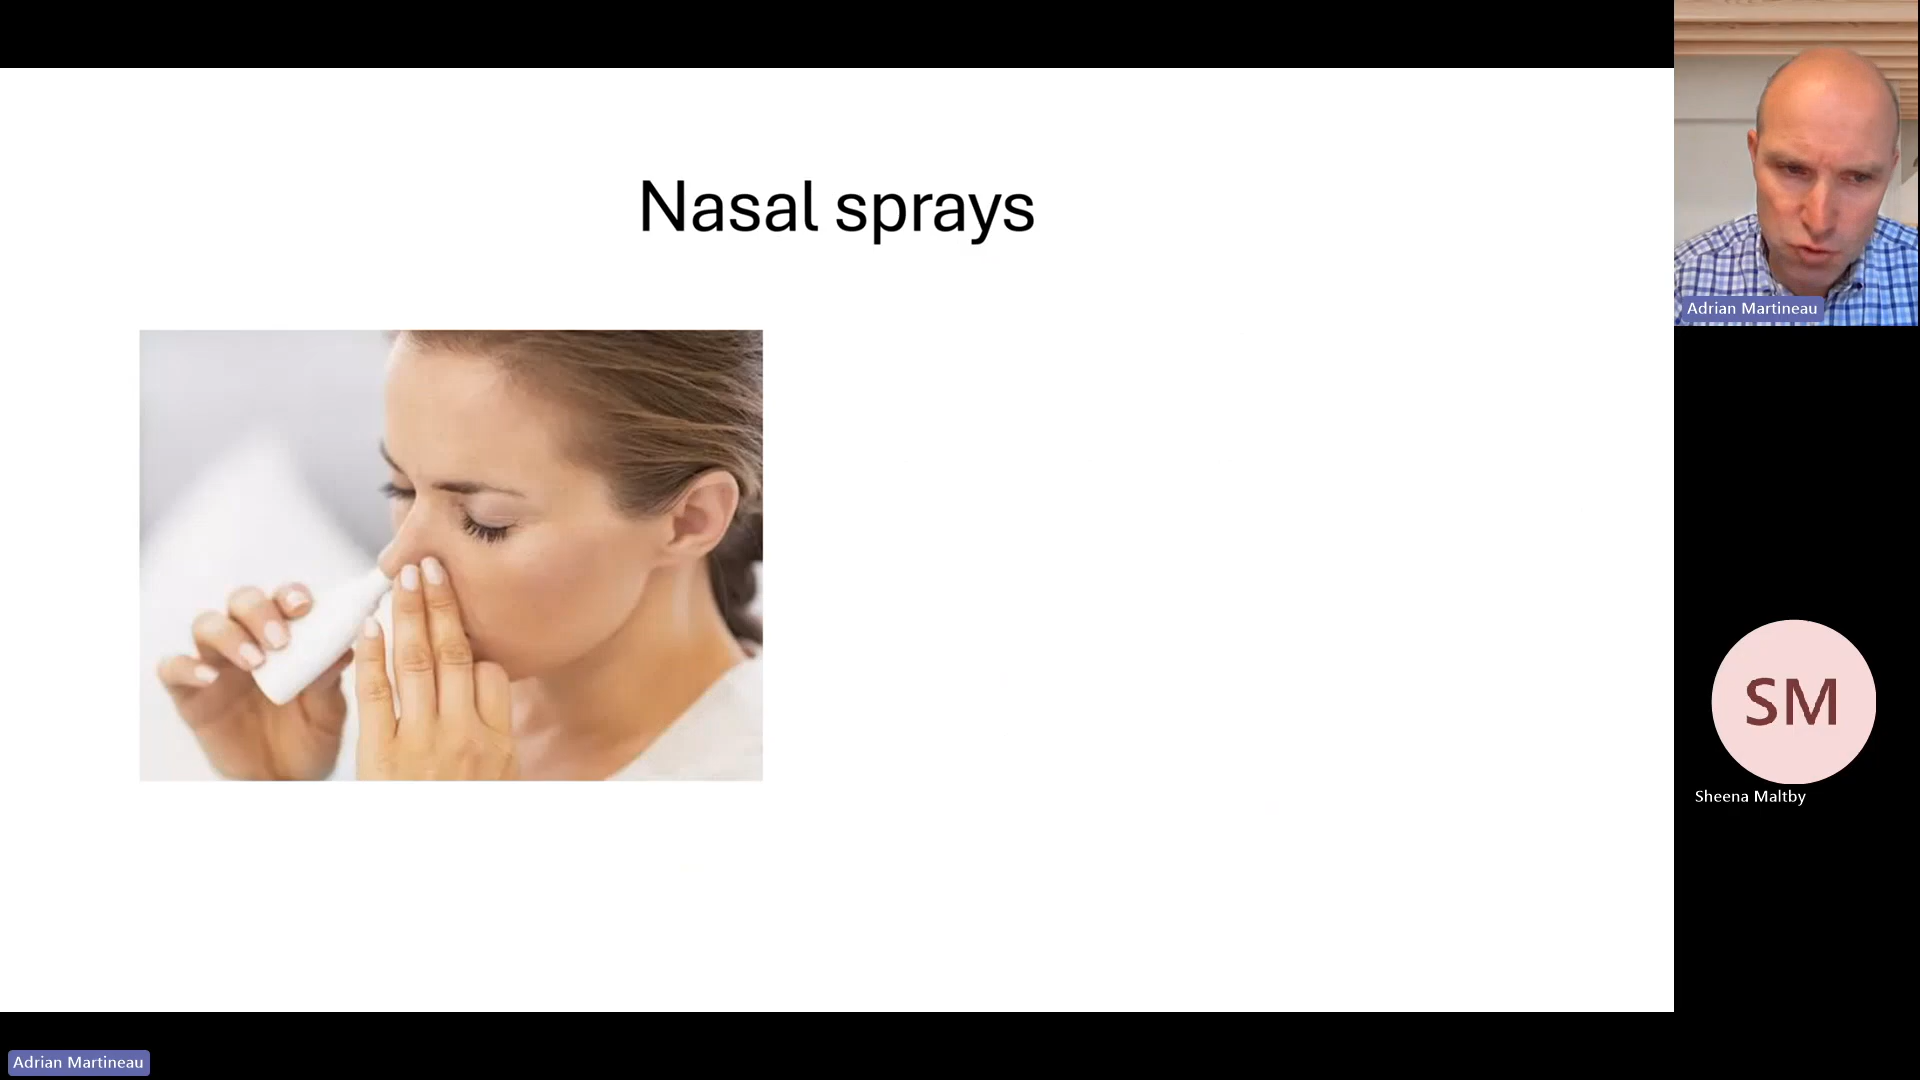 Nasal sprays
Adrian Martineau
SM
Sheena Maltby
Adrian Martineau